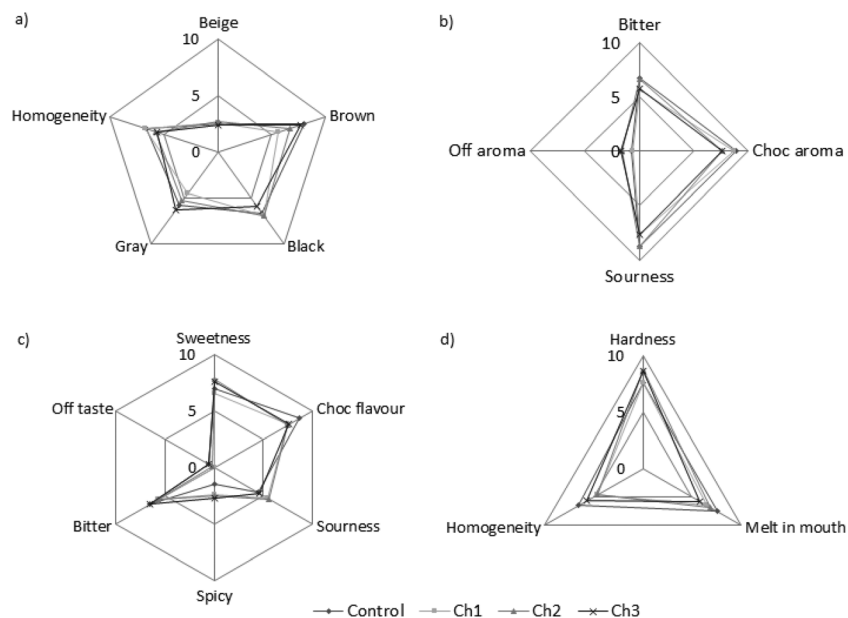 a)
Beige
10
5
0
Homogeneity
Brown
Gray
Black
b)
Bitter
10
5
0
Off aroma
Choc aroma
Sourness
c)
Sweetness
10
5
0
Off taste
Choc flavour
Bitter
Sourness
Spicy
d)
Hardness
10
5
0
Homogeneity
Melt in mouth
Control Ch1 Ch2 Ch3